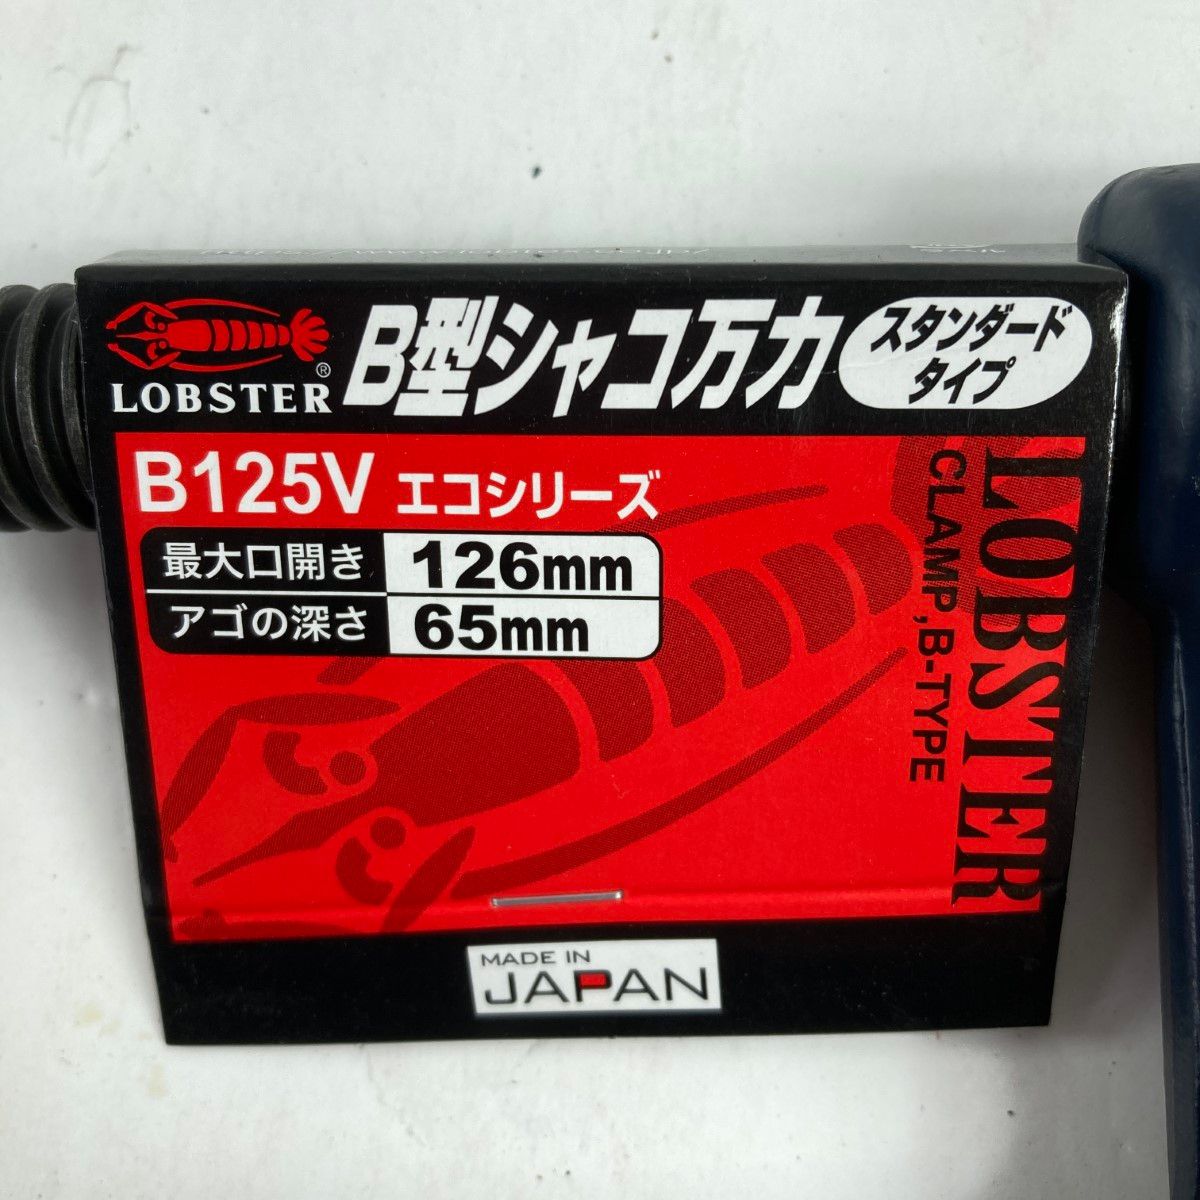 LOBSTER®
B型シャコ万力
スタンダード
タイプ
B125V エコシリーズ
最大口開き 126mm
アゴの深さ 65mm
LOBSTER
CLAMP,B-TYPE
MADE IN
JAPAN